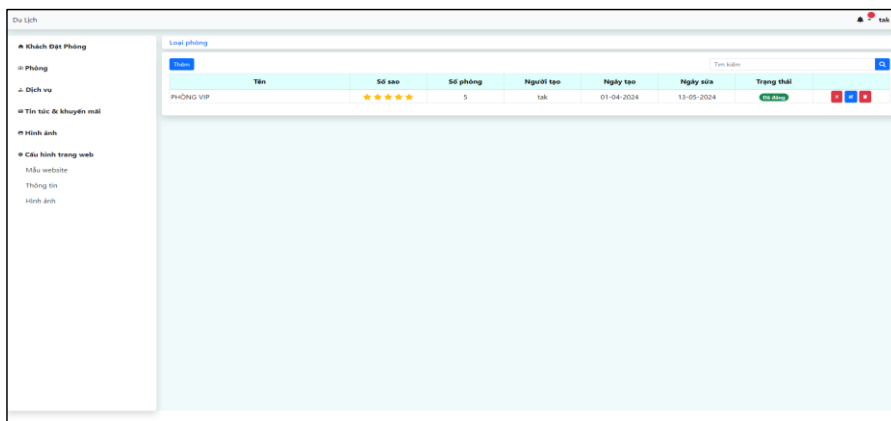 Du Lịch
tak
Khách Đặt Phòng
Phòng
Dịch vụ
Tin tức & khuyến mãi
Hình ảnh
Cấu hình trang web
Mẫu website
Thông tin
Hình ảnh
Loại phòng
Thêm
Tìm kiếm
Tên Số sao Số phòng Người tạo Ngày tạo Ngày sửa Trạng thái
PHÒNG VIP 5 tak 01-04-2024 13-05-2024 Đã đăng